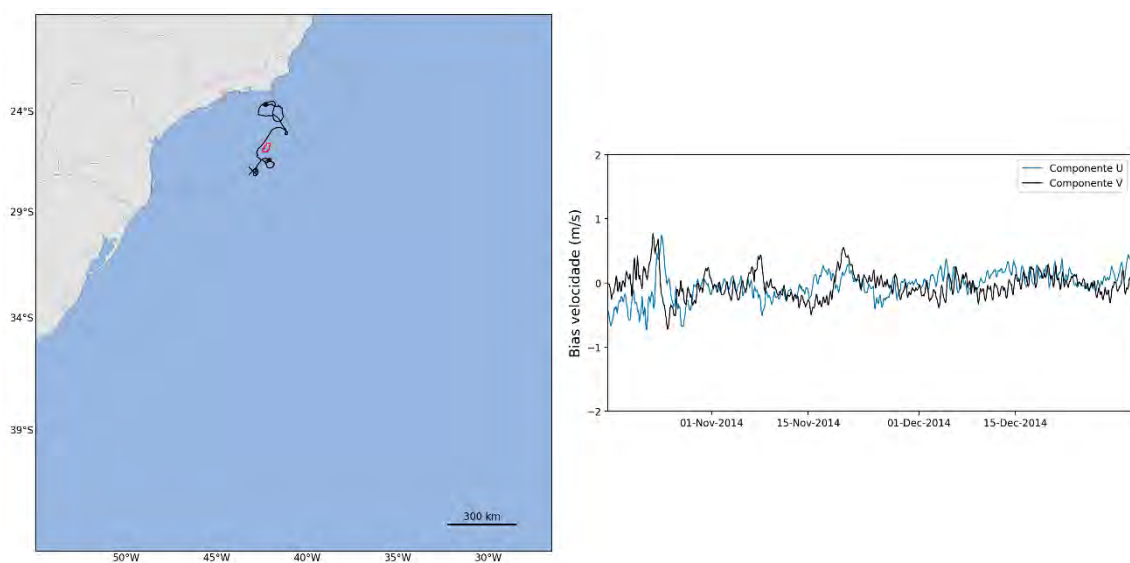 24°S
29°S
34°S
39°S
300 km
50°W
45°W
40°W
35°W
30°W
Componente U
Componente V
Bias velocidade (m/s)
2
1
0
−1
−2
01-Nov-2014
15-Nov-2014
01-Dec-2014
15-Dec-2014